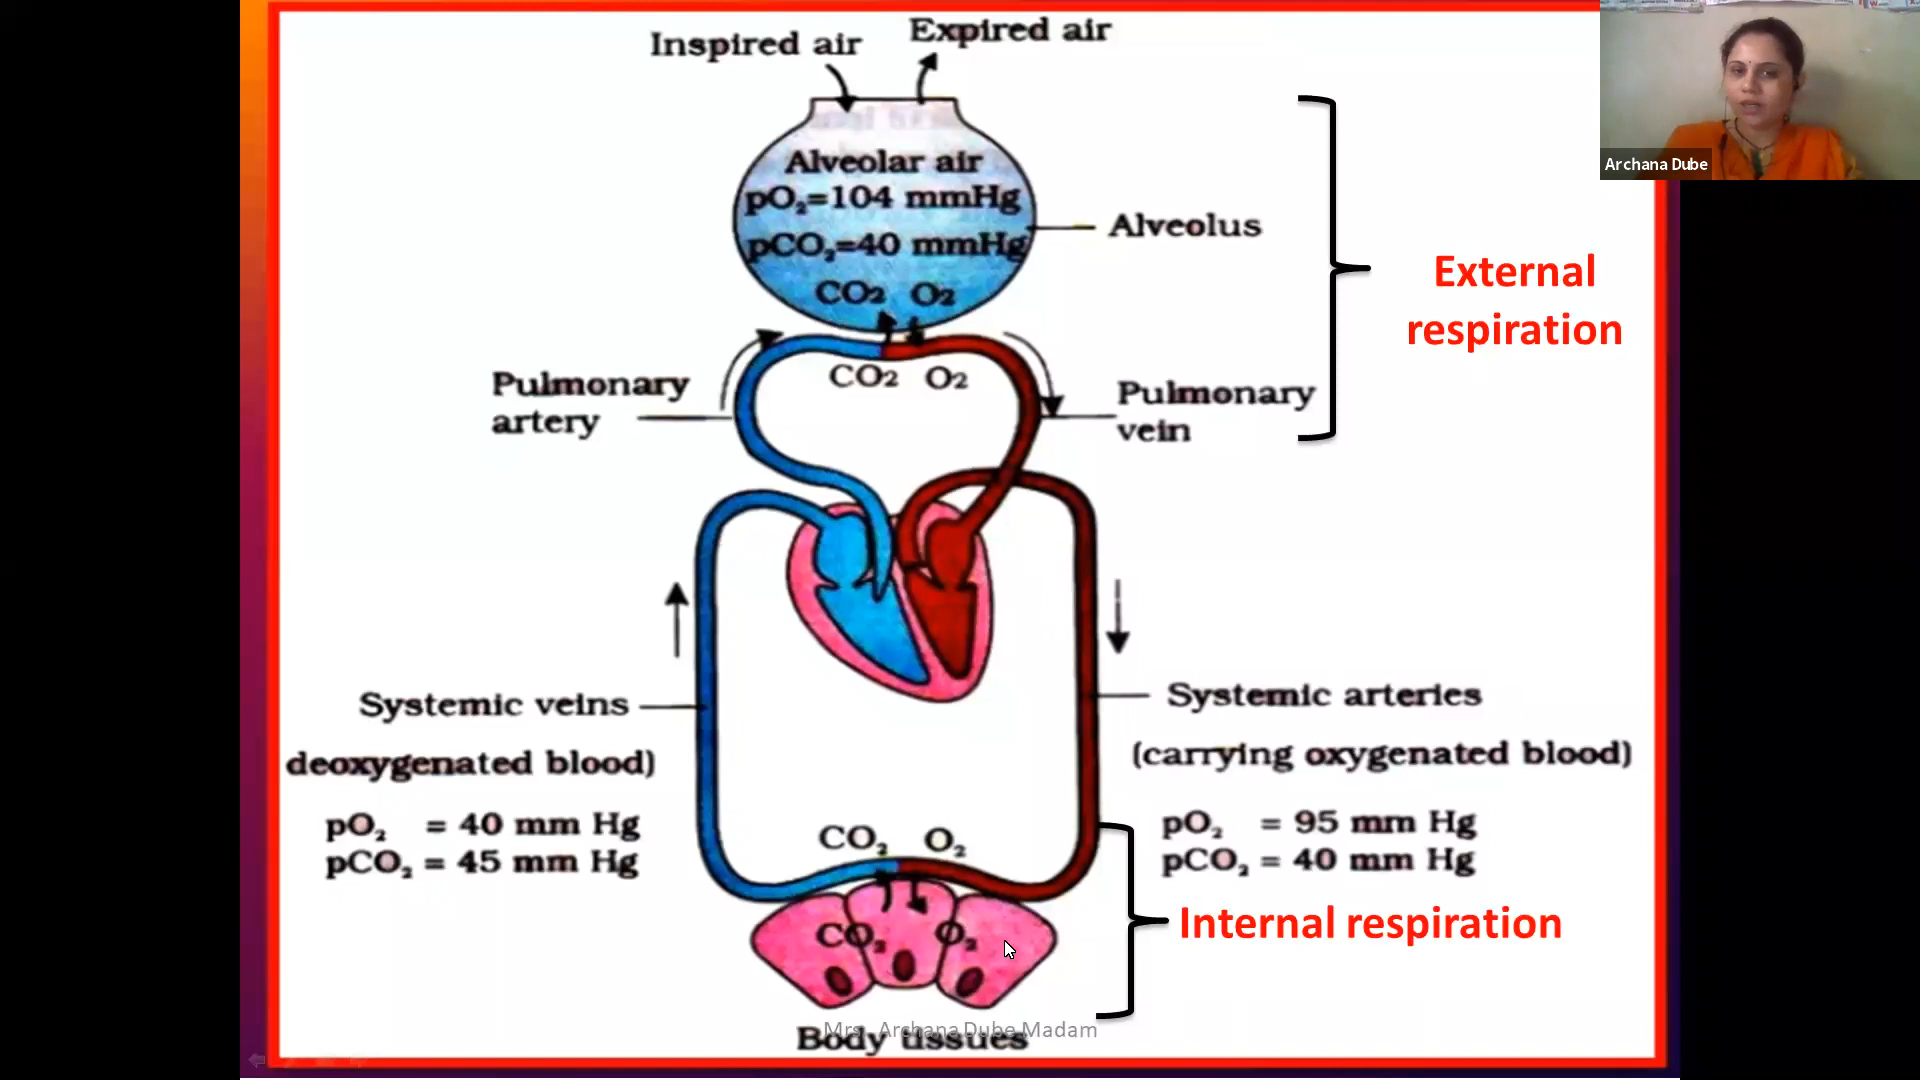 Inspired air
Expired air
Archana Dube
Alveolar air
pO₂=104 mmHg
pCO₂=40 mmHg
CO₂ O₂
Alveolus
External
respiration
CO₂ O₂
Pulmonary
artery
Pulmonary
vein
Systemic veins
deoxygenated blood)
pO₂ = 40 mm Hg
pCO₂ = 45 mm Hg
Systemic arteries
(carrying oxygenated blood)
pO₂ = 95 mm Hg
pCO₂ = 40 mm Hg
CO₂ O₂
Internal respiration
CO₂ O₂
Mrs. Archana Dube Madam
Body tissues